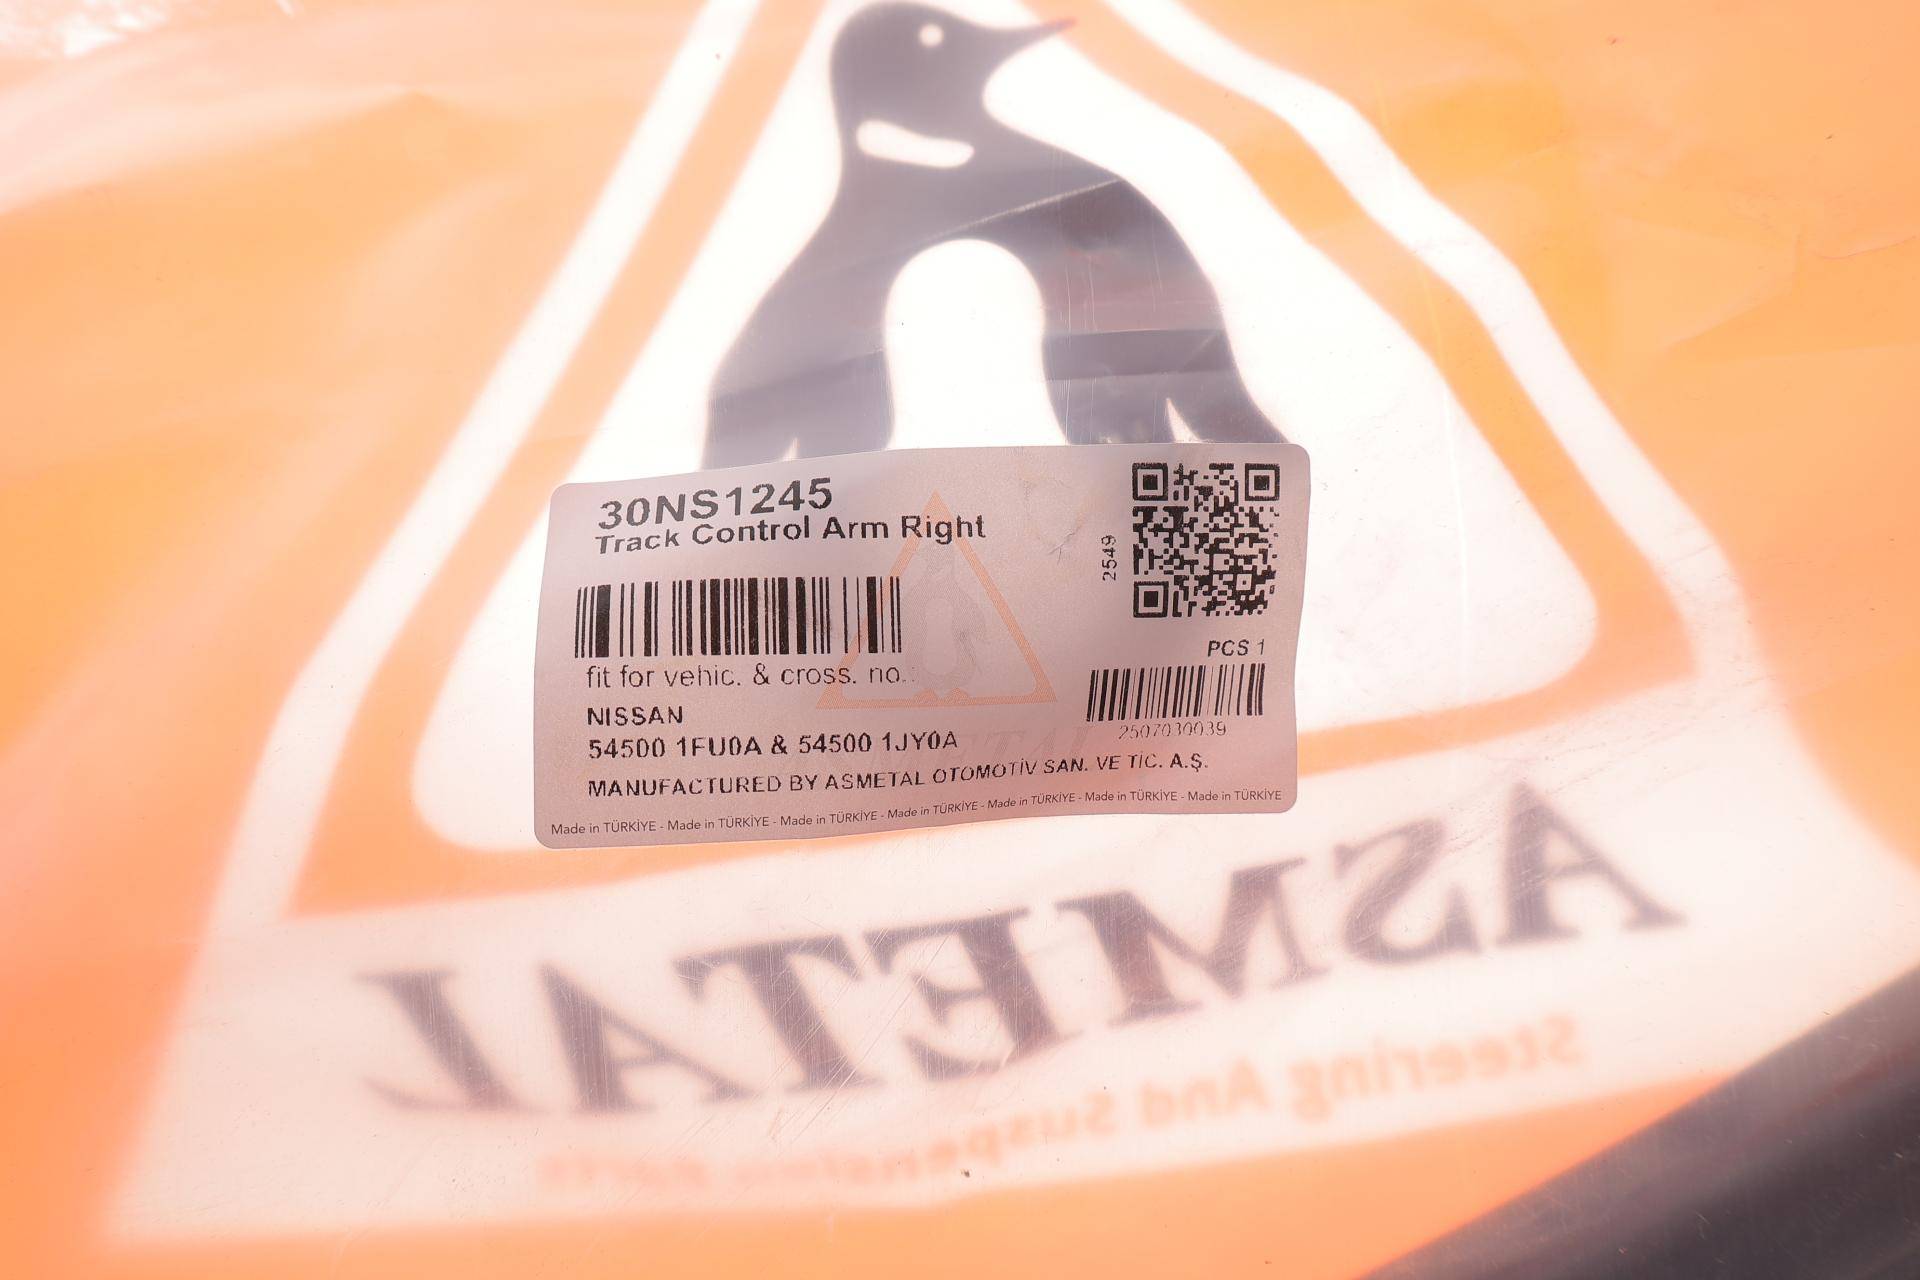 30NS1245
Track Control Arm Right
2549
fit for vehic. & cross. no.:
PCS 1
NISSAN
54500 1FU0A & 54500 1JY0A
2507030039
MANUFACTURED BY ASMETAL OTOMOTİV SAN. VE TİC. A.Ş.
Made in TÜRKİYE - Made in TÜRKİYE - Made in TÜRKİYE - Made in TÜRKİYE - Made in TÜRKİYE - Made in TÜRKİYE - Made in TÜRKİYE
ASMETAL
Steering And Suspension Parts